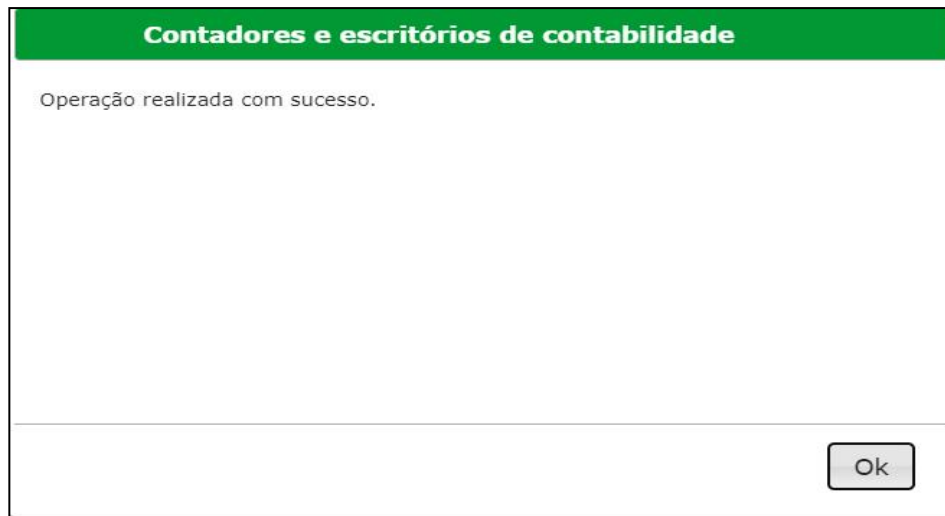 Contadores e escritórios de contabilidade
Operação realizada com sucesso.
Ok